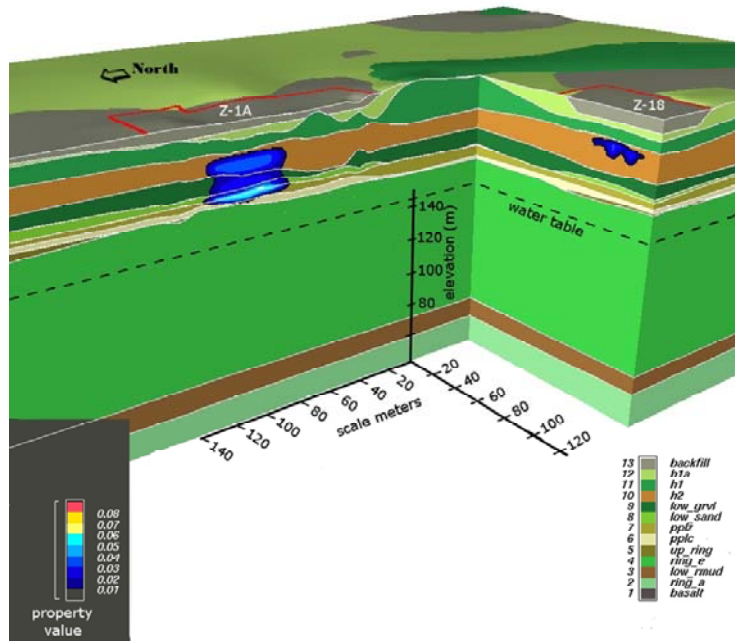 North
Z-1A
Z-18
water table
elevation (m)
140
120
100
80
20
40
60
80
100
120
140
scale meters
20
40
60
80
100
120
13 backfill
12 h1a
11 h1
10 h2
9 low_grvl
8 low_sand
7
6 pplc
5 up_ring
4 ring_e
3 low_rmud
2 ring_a
1 basalt
0.08
0.07
0.06
0.05
0.04
0.03
0.02
0.01
property
value